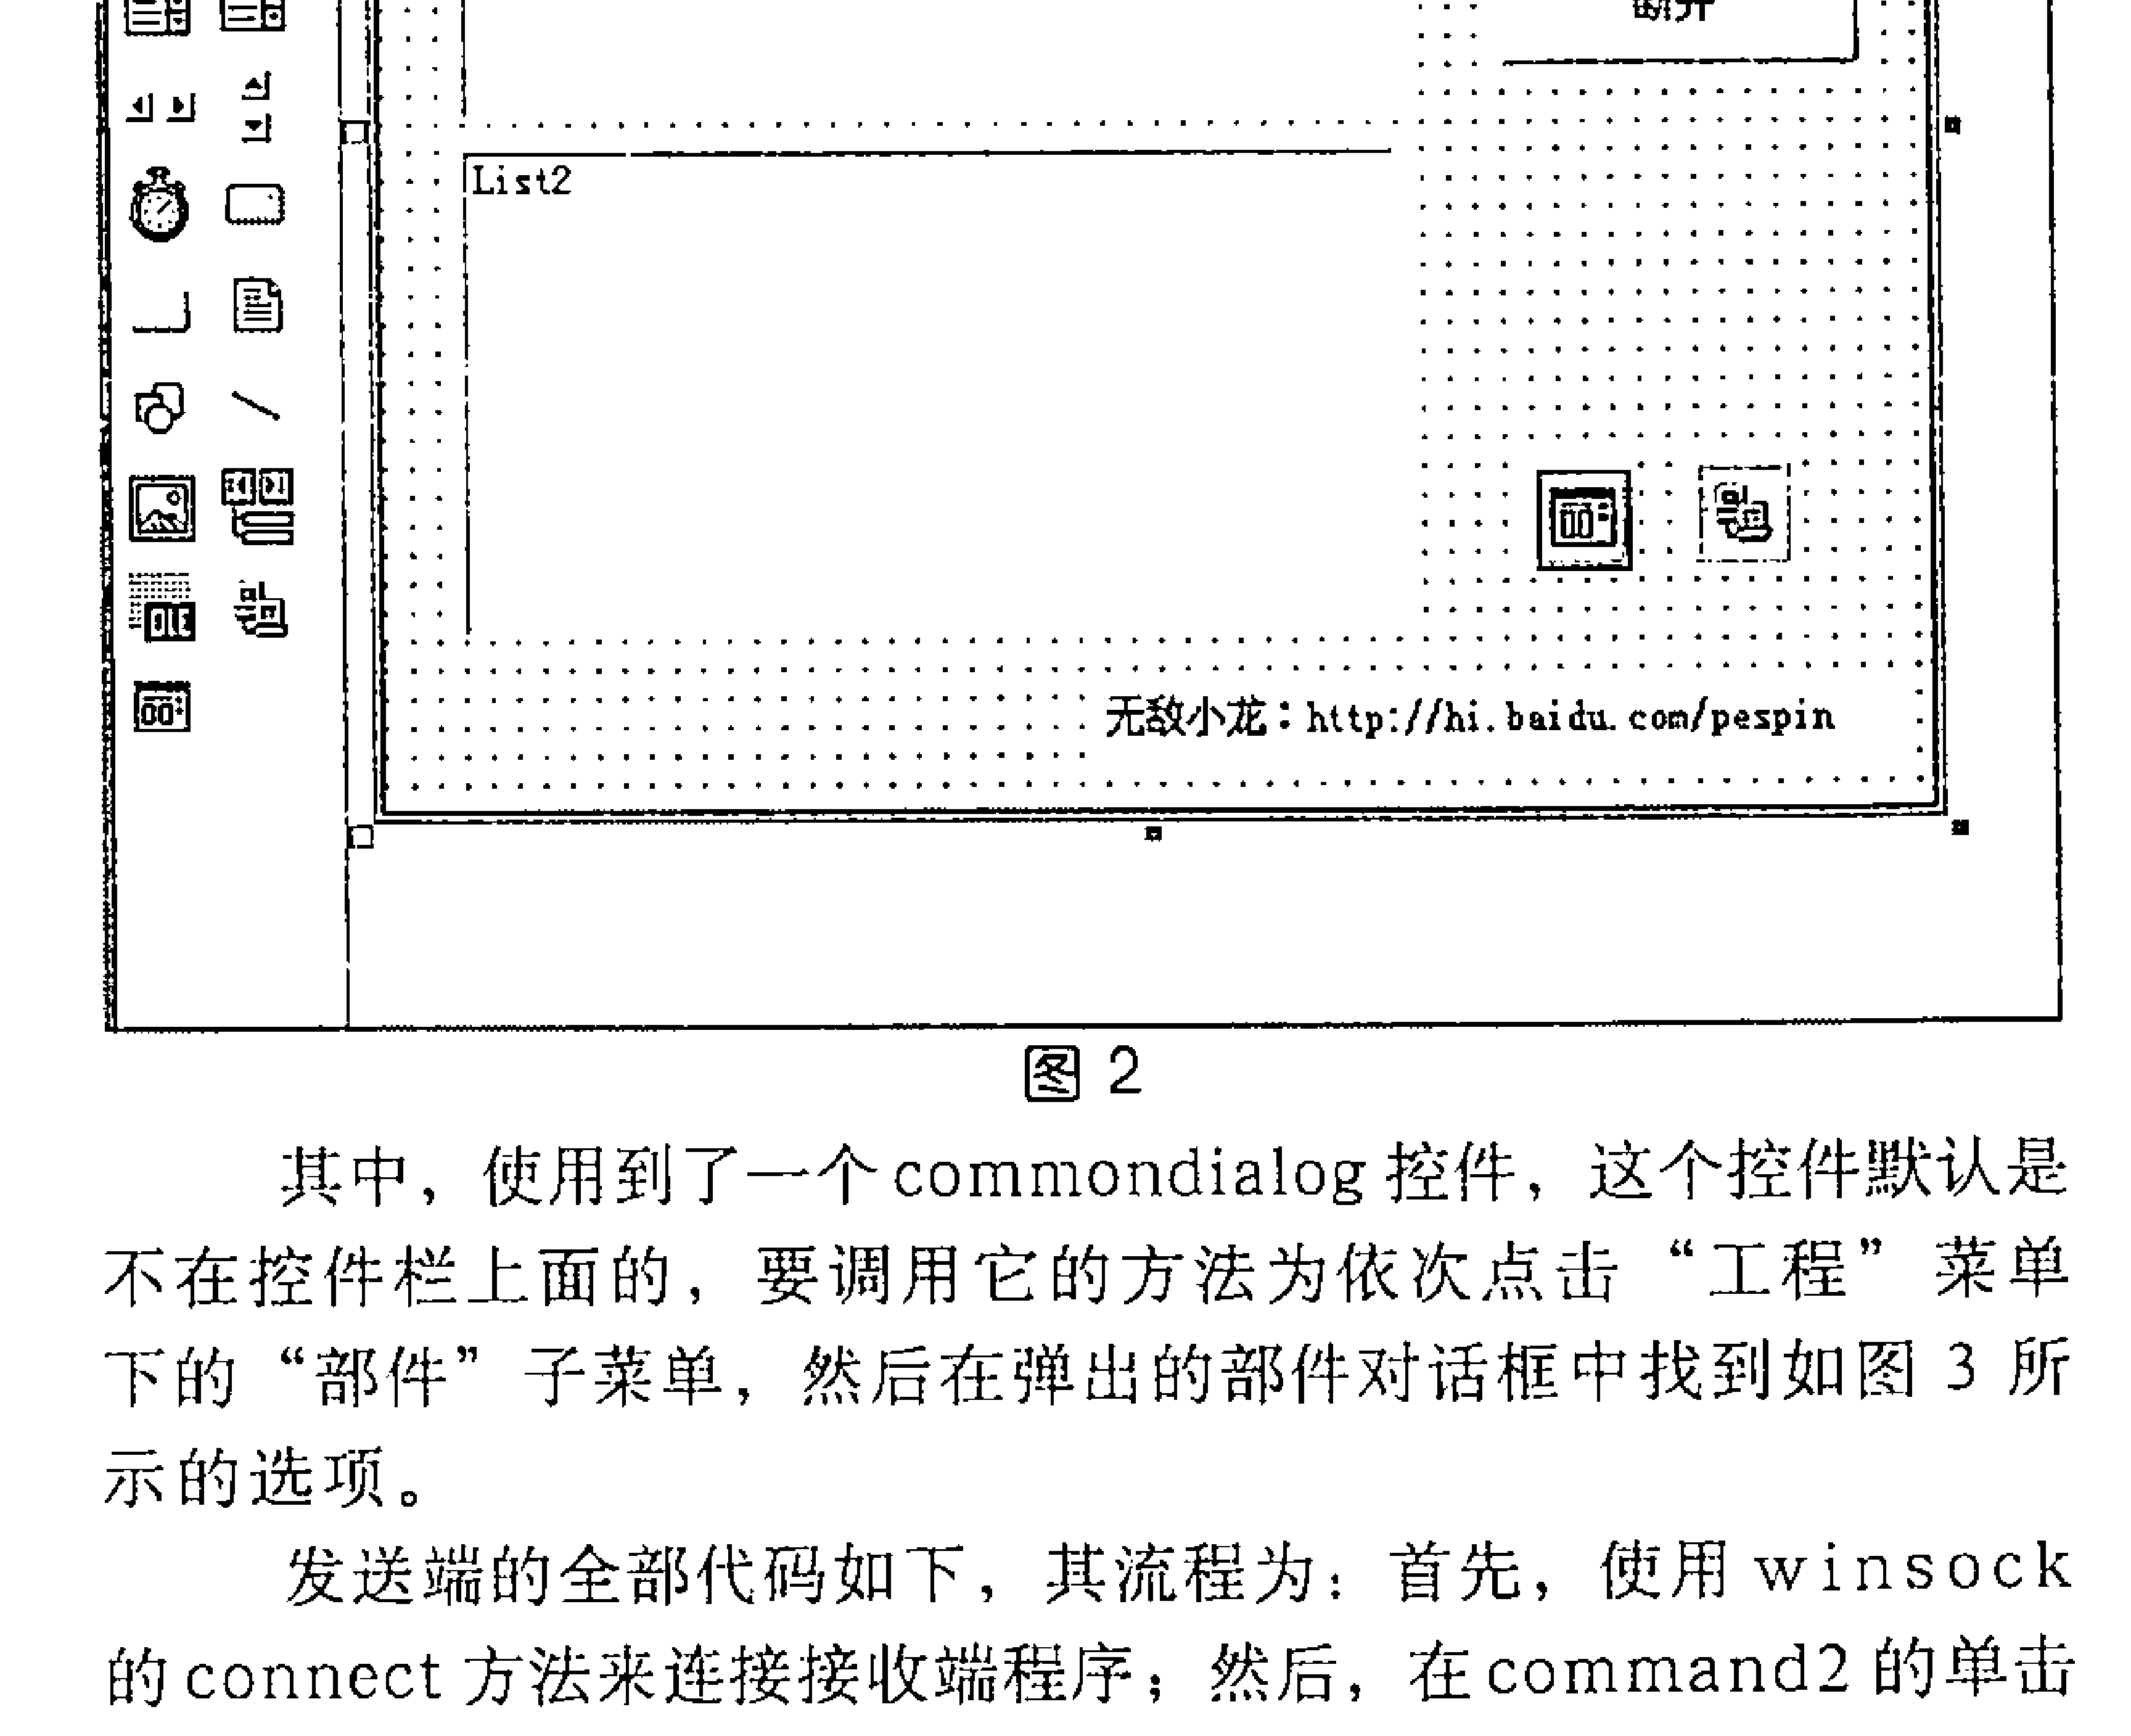 断开
List2
无敌小龙：http://hi.baidu.com/pespin
图 2
其中，使用到了一个commondialog控件，这个控件默认是
不在控件栏上面的，要调用它的方法为依次点击“工程”菜单
下的“部件”子菜单，然后在弹出的部件对话框中找到如图 3 所
示的选项。
发送端的全部代码如下，其流程为：首先，使用winsock
的connect方法来连接接收端程序；然后，在command2的单击